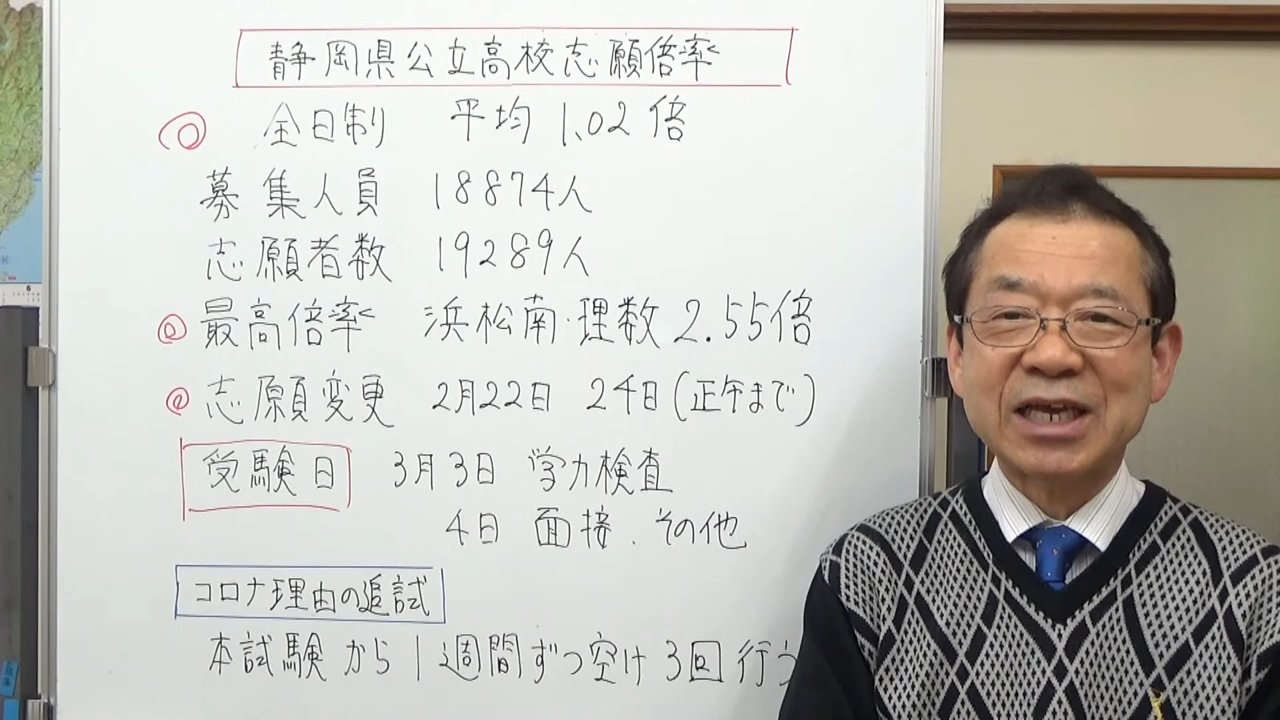 静岡県公立高校志願倍率
◎ 全日制 平均 1.02倍
募集人員 18874人
志願者数 19289人
◎ 最高倍率 浜松南・理数 2.55倍
◎ 志願変更 2月22日 24日(正午まで)
受験日 3月3日 学力検査
4日 面接、その他
コロナ理由の追試
本試験から1週間ずつ空け3回行う